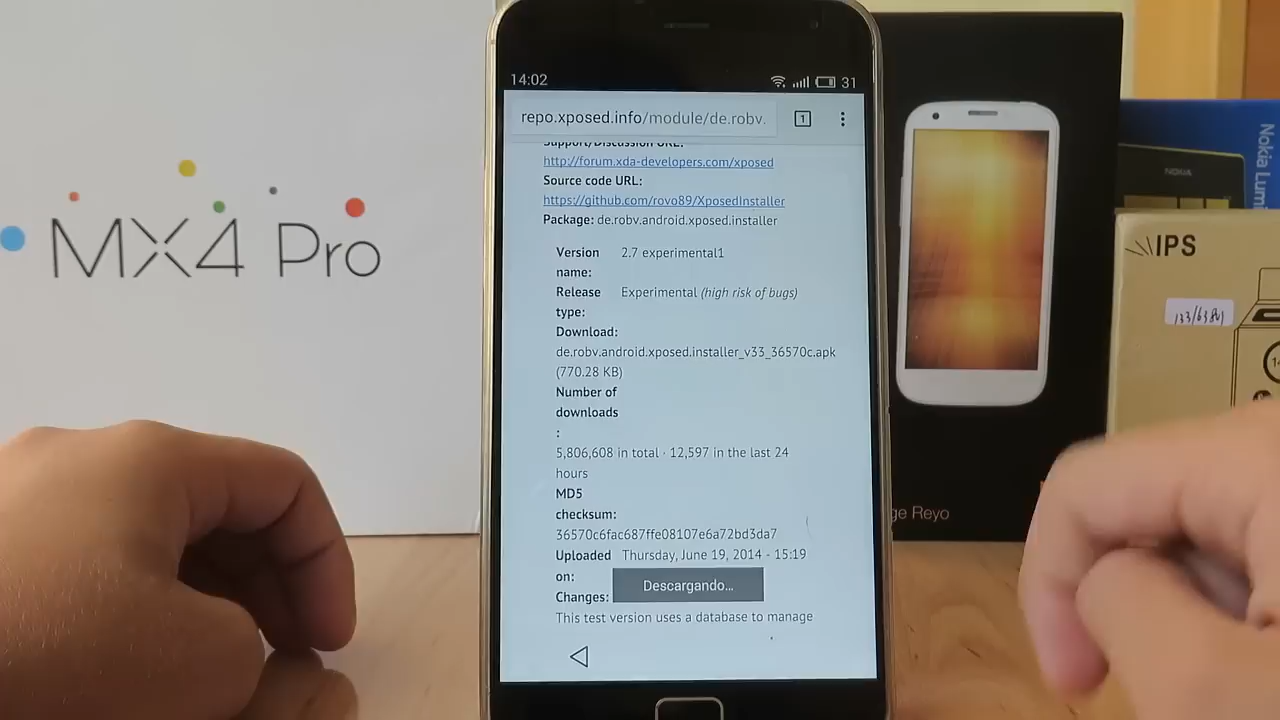 MX4 Pro
14:02
31
repo.xposed.info/module/de.robv.
1
Support/Discussion URL:
http://forum.xda-developers.com/xposed
Source code URL:
https://github.com/rovo89/XposedInstaller
Package: de.robv.android.xposed.installer
Version name: 2.7 experimental1
Release type: Experimental (high risk of bugs)
Download:
de.robv.android.xposed.installer_v33_36570c.apk
(770.28 KB)
Number of
downloads
:
5,806,608 in total · 12,597 in the last 24
hours
MD5
checksum:
36570c6fac687ffe08107e6a72bd3da7
Uploaded on: Thursday, June 19, 2014 - 15:19
Changes:
Descargando...
This test version uses a database to manage
NOKIA
Nokia
IPS
Reyo